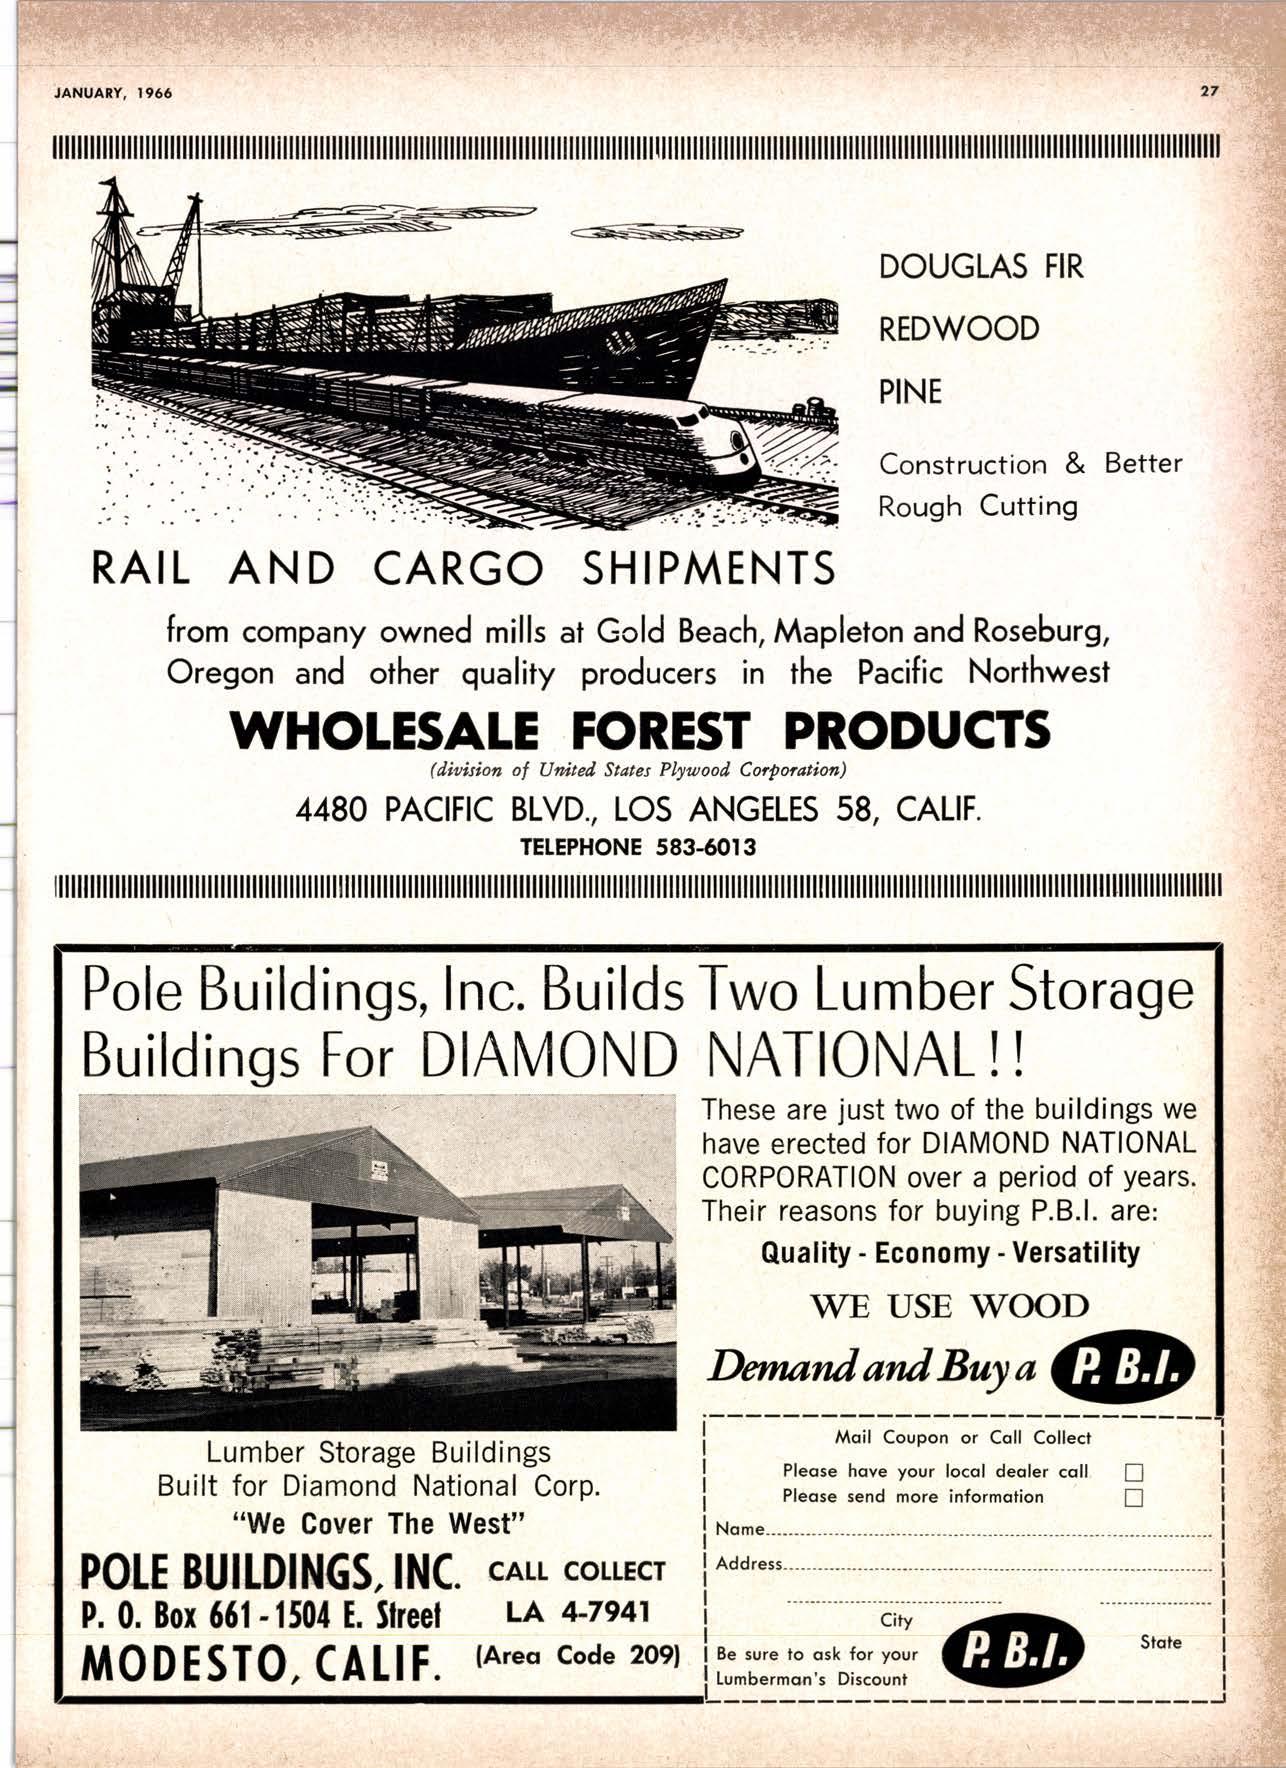 JANUARY, 1966
27
DOUGLAS FIR
REDWOOD
PINE
Construction & Better
Rough Cutting
RAIL AND CARGO SHIPMENTS
from company owned mills at Gold Beach, Mapleton and Roseburg,
Oregon and other quality producers in the Pacific Northwest
WHOLESALE FOREST PRODUCTS
(division of United States Plywood Corporation)
4480 PACIFIC BLVD., LOS ANGELES 58, CALIF.
TELEPHONE 583-6013
Pole Buildings, Inc. Builds Two Lumber Storage
Buildings For DIAMOND NATIONAL!!
These are just two of the buildings we
have erected for DIAMOND NATIONAL
CORPORATION over a period of years.
Their reasons for buying P.B.I. are:
Quality - Economy - Versatility
WE USE WOOD
Demand and Buy a P.B.I.
Lumber Storage Buildings
Built for Diamond National Corp.
"We Cover The West"
POLE BUILDINGS, INC.
P. O. Box 661 - 1504 E. Street
MODESTO, CALIF.
CALL COLLECT
LA 4-7941
(Area Code 209)
Mail Coupon or Call Collect
Please have your local dealer call
Please send more information
Name
Address
City
State
Be sure to ask for your
Lumberman's Discount
P.B.I.